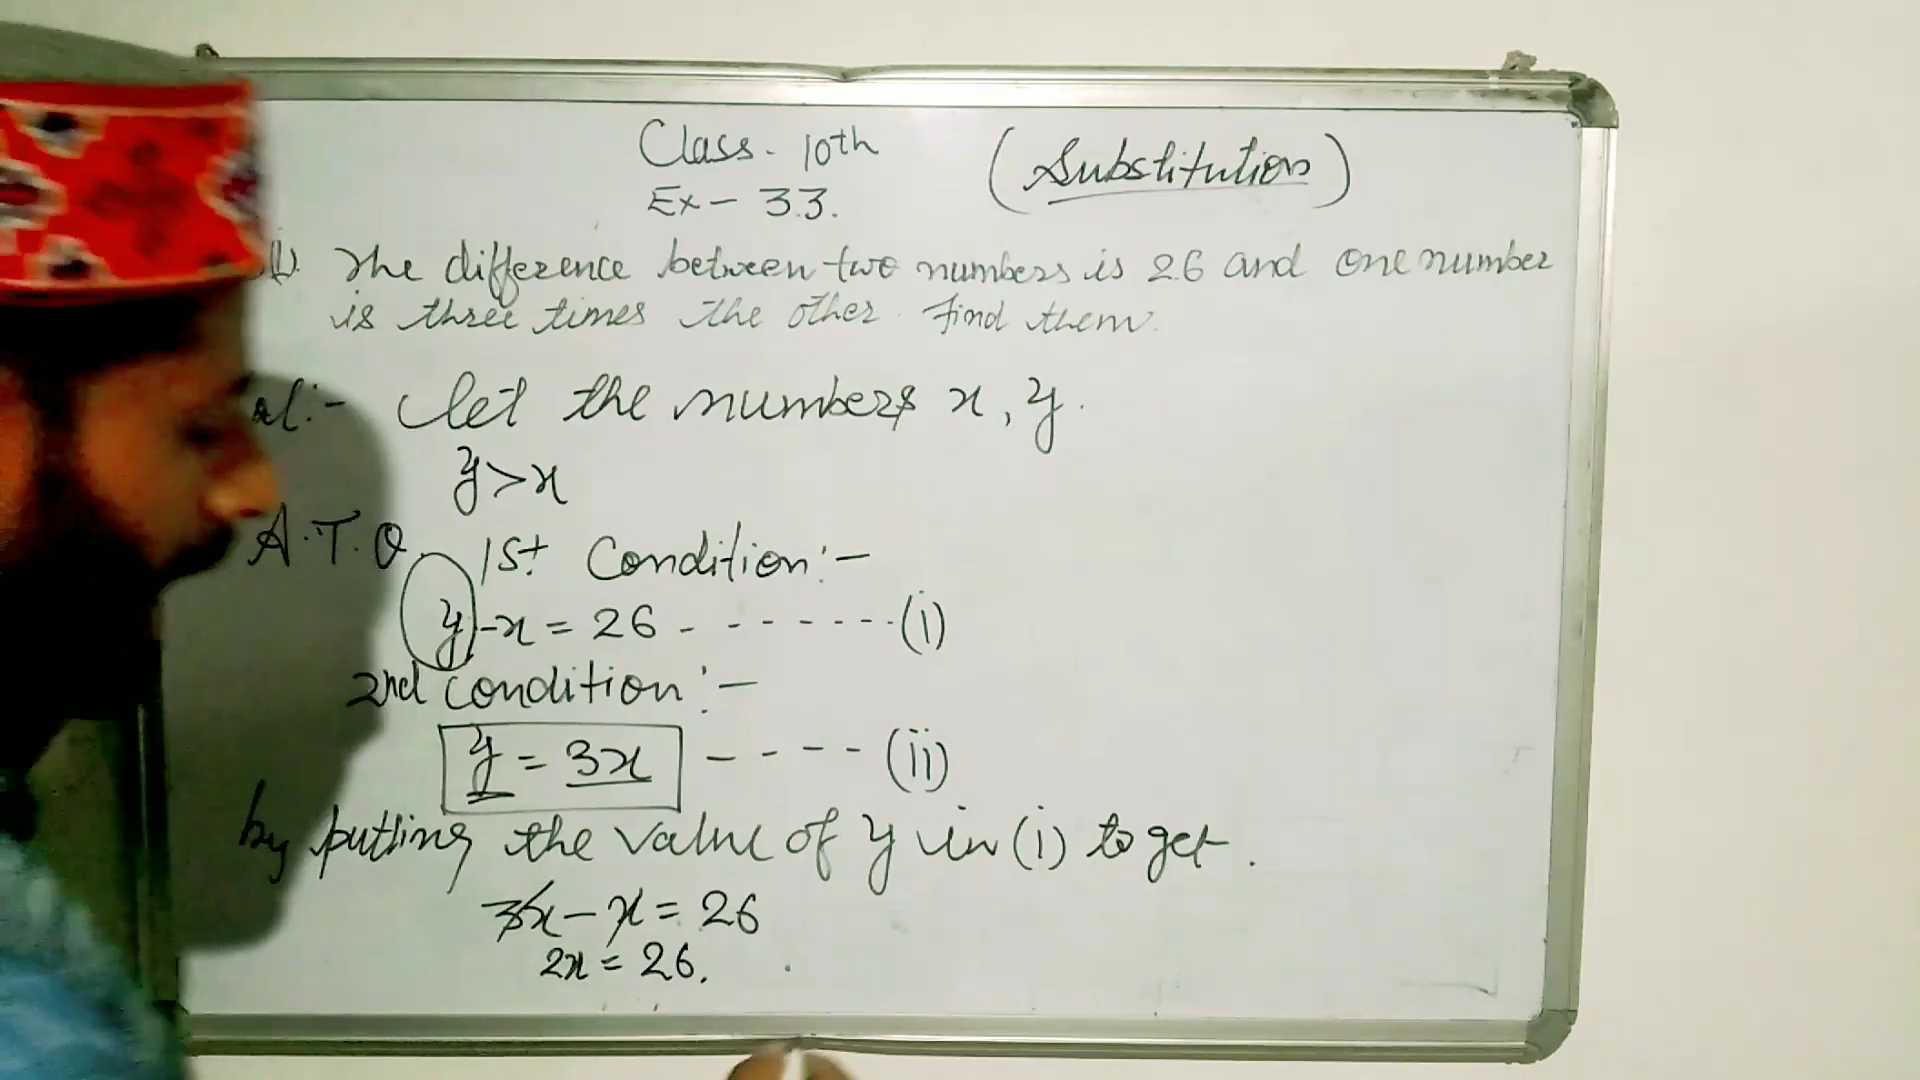 Class. 10th
(Substitution)
Ex - 3.3.
The difference between two numbers is 26 and one number
is three times the other. find them.
let the numbers x, y.
y > x
A.T.Q. 1st Condition:-
y - x = 26 - - - - - - - - (i)
2nd condition:-
y = 3x - - - - - (ii)
by putting the value of y in (i) to get.
3x - x = 26
2x = 26.